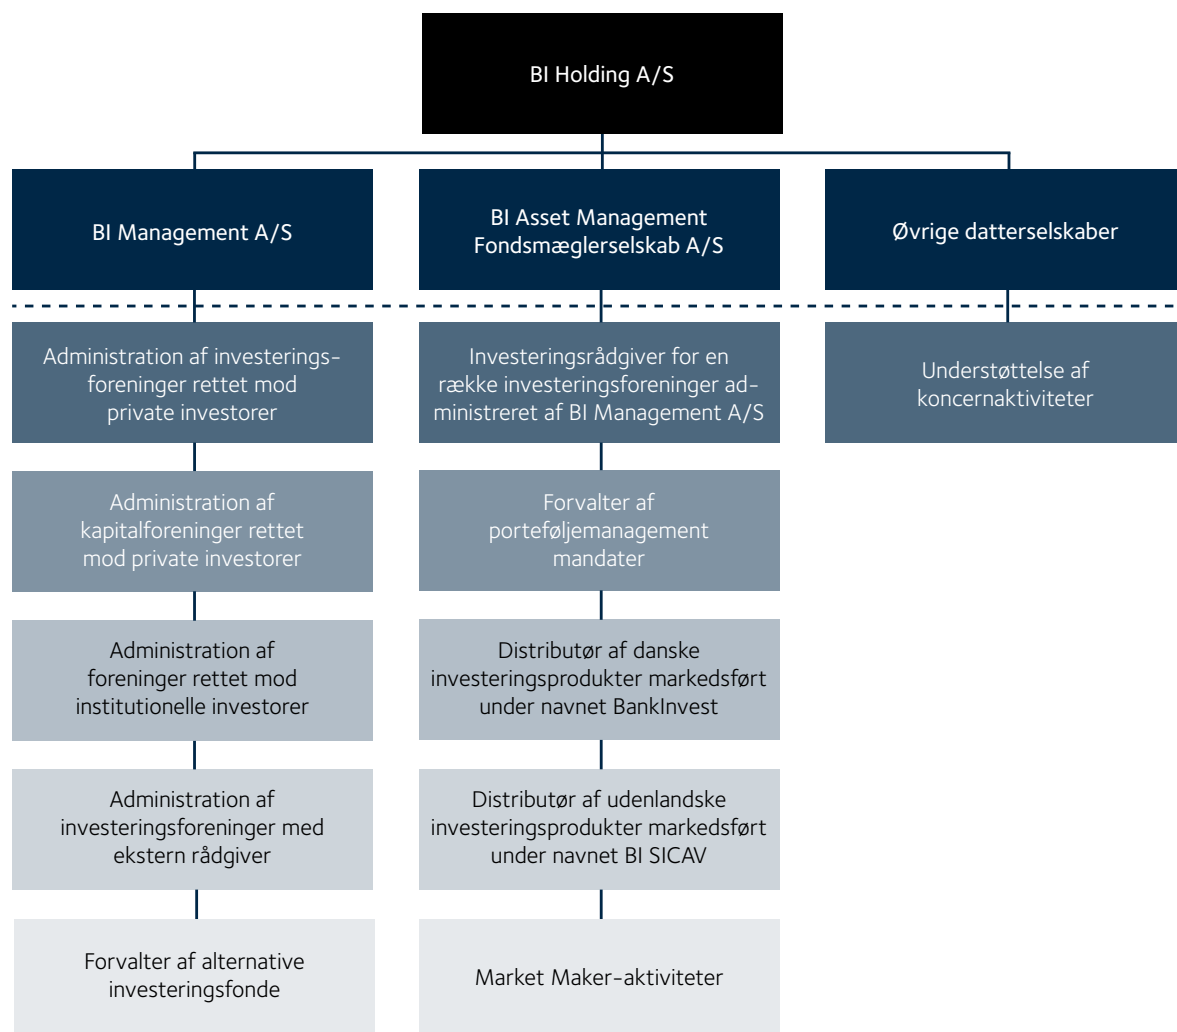 BI Holding A/S
BI Management A/S
BI Asset Management
Fondsmæglerselskab A/S
Øvrige datterselskaber
Administration af investerings-
foreninger rettet mod
private investorer
Investeringsrådgiver for en
række investeringsforeninger ad-
ministreret af BI Management A/S
Understøttelse af
koncernaktiviteter
Administration af
kapitalforeninger rettet
mod private investorer
Forvalter af
porteføljemanagement
mandater
Administration af
foreninger rettet mod
institutionelle investorer
Distributør af danske
investeringsprodukter markedsført
under navnet BankInvest
Administration af
investeringsforeninger med
ekstern rådgiver
Distributør af udenlandske
investeringsprodukter markedsført
under navnet BI SICAV
Forvalter af alternative
investeringsfonde
Market Maker-aktiviteter